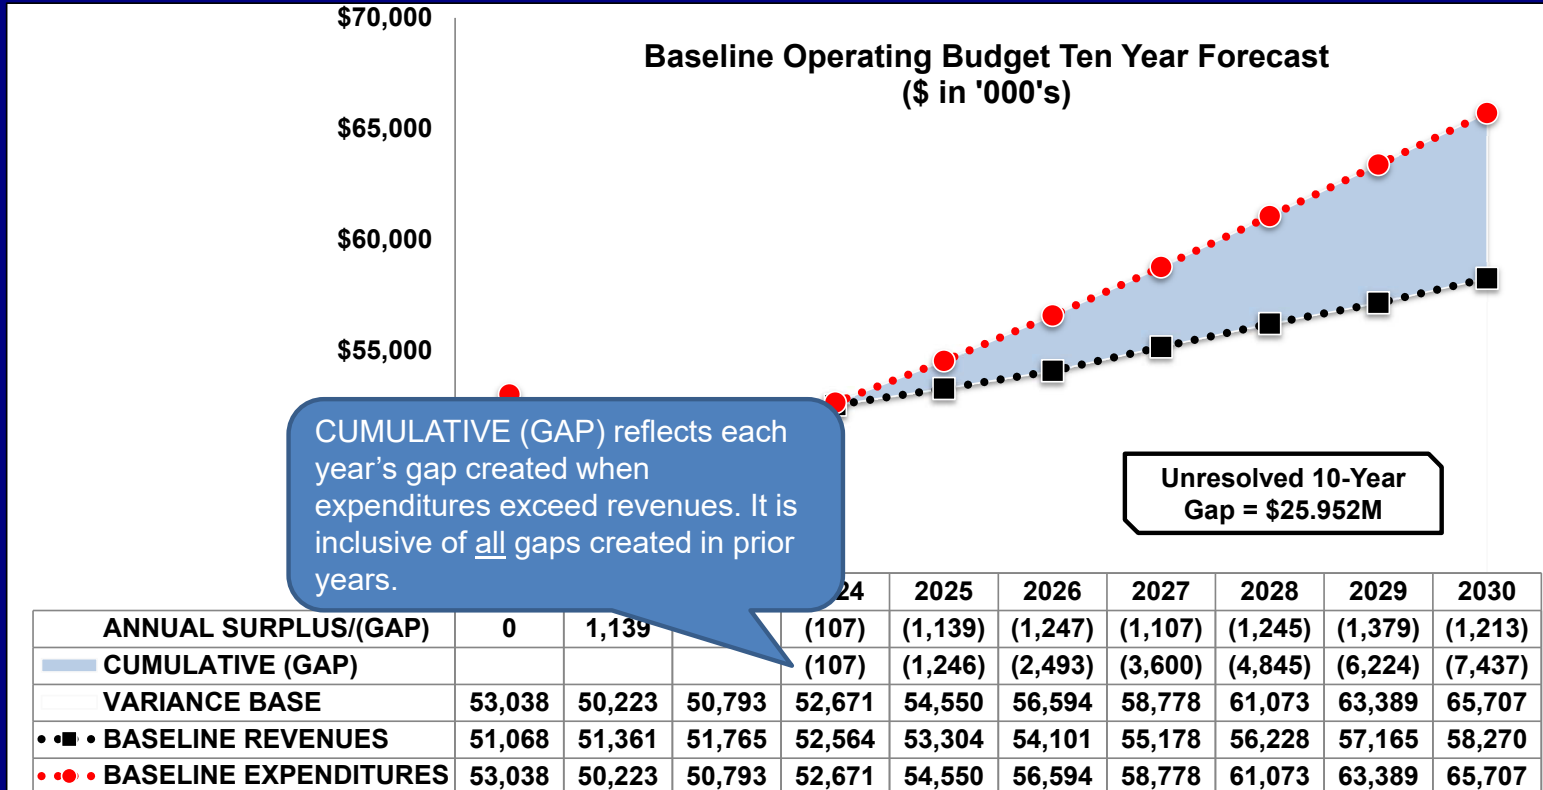 $70,000
Baseline Operating Budget Ten Year Forecast
($ in '000's)
$65,000
$60,000
$55,000
CUMULATIVE (GAP) reflects each
year’s gap created when
expenditures exceed revenues. It is
inclusive of all gaps created in prior
years.
Unresolved 10-Year
Gap = $25.952M
24 2025 2026 2027 2028 2029 2030
ANNUAL SURPLUS/(GAP) 0 1,139 (107) (1,139) (1,247) (1,107) (1,245) (1,379) (1,213)
CUMULATIVE (GAP) (107) (1,246) (2,493) (3,600) (4,845) (6,224) (7,437)
VARIANCE BASE 53,038 50,223 50,793 52,671 54,550 56,594 58,778 61,073 63,389 65,707
BASELINE REVENUES 51,068 51,361 51,765 52,564 53,304 54,101 55,178 56,228 57,165 58,270
BASELINE EXPENDITURES 53,038 50,223 50,793 52,671 54,550 56,594 58,778 61,073 63,389 65,707